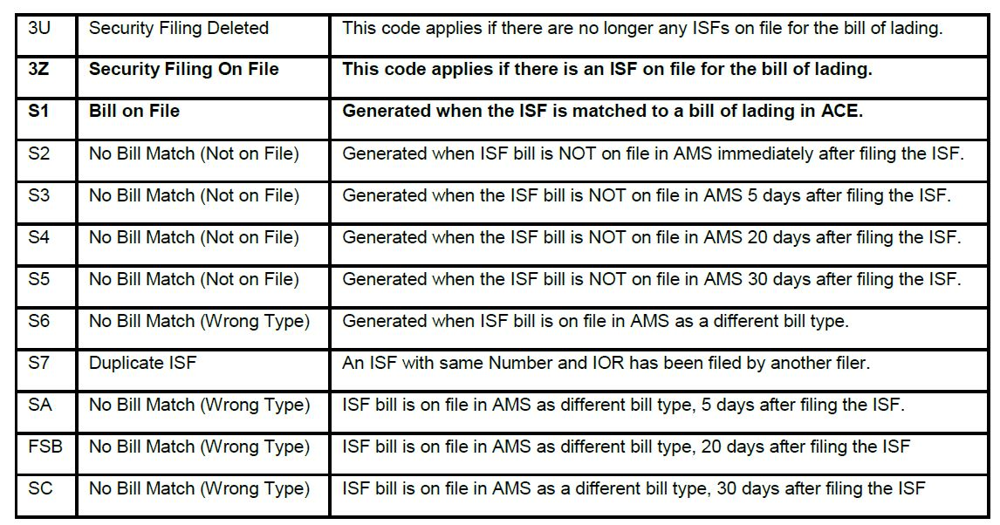 3U Security Filing Deleted This code applies if there are no longer any ISFs on file for the bill of lading.
3Z Security Filing On File This code applies if there is an ISF on file for the bill of lading.
S1 Bill on File Generated when the ISF is matched to a bill of lading in ACE.
S2 No Bill Match (Not on File) Generated when ISF bill is NOT on file in AMS immediately after filing the ISF.
S3 No Bill Match (Not on File) Generated when the ISF bill is NOT on file in AMS 5 days after filing the ISF.
S4 No Bill Match (Not on File) Generated when the ISF bill is NOT on file in AMS 20 days after filing the ISF.
S5 No Bill Match (Not on File) Generated when the ISF bill is NOT on file in AMS 30 days after filing the ISF.
S6 No Bill Match (Wrong Type) Generated when ISF bill is on file in AMS as a different bill type.
S7 Duplicate ISF An ISF with same Number and IOR has been filed by another filer.
SA No Bill Match (Wrong Type) ISF bill is on file in AMS as different bill type, 5 days after filing the ISF.
FSB No Bill Match (Wrong Type) ISF bill is on file in AMS as different bill type, 20 days after filing the ISF
SC No Bill Match (Wrong Type) ISF bill is on file in AMS as a different bill type, 30 days after filing the ISF